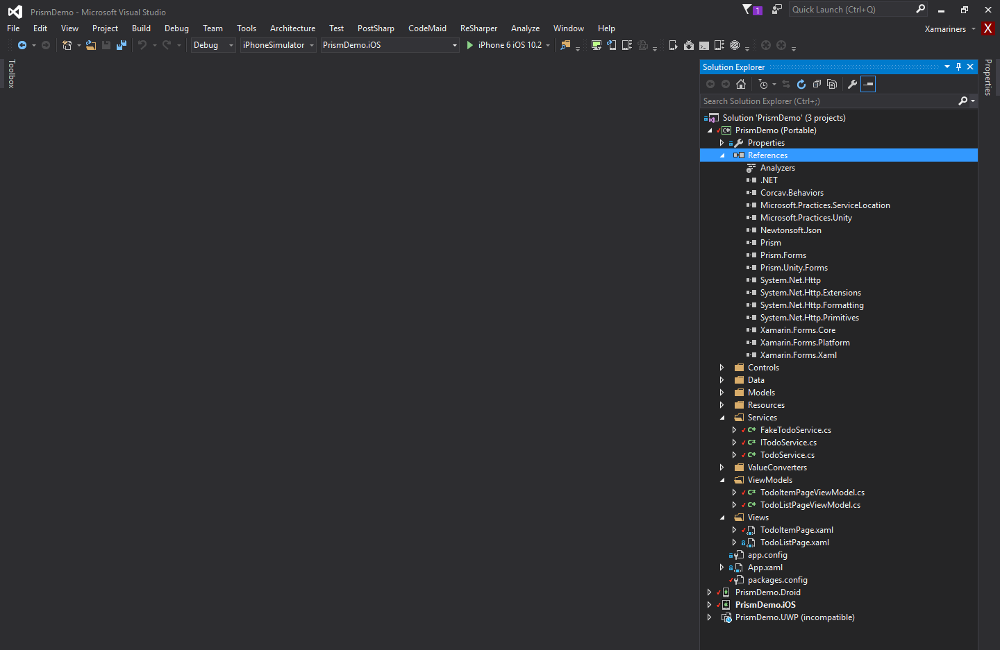 PrismDemo - Microsoft Visual Studio
1
Quick Launch (Ctrl+Q)
File Edit View Project Build Debug Team Tools Architecture Test PostSharp CodeMaid ReSharper Analyze Window Help
Xamariners X
Debug iPhoneSimulator PrismDemo.iOS iPhone 6 iOS 10.2
Toolbox
Solution Explorer
Properties
Search Solution Explorer (Ctrl+;)
Solution 'PrismDemo' (3 projects)
C# PrismDemo (Portable)
Properties
References
Analyzers
.NET
Corcav.Behaviors
Microsoft.Practices.ServiceLocation
Microsoft.Practices.Unity
Newtonsoft.Json
Prism
Prism.Forms
Prism.Unity.Forms
System.Net.Http
System.Net.Http.Extensions
System.Net.Http.Formatting
System.Net.Http.Primitives
Xamarin.Forms.Core
Xamarin.Forms.Platform
Xamarin.Forms.Xaml
Controls
Data
Models
Resources
Services
C# FakeTodoService.cs
C# ITodoService.cs
C# TodoService.cs
ValueConverters
ViewModels
C# TodoItemPageViewModel.cs
C# TodoListPageViewModel.cs
Views
TodoItemPage.xaml
TodoListPage.xaml
app.config
App.xaml
packages.config
PrismDemo.Droid
PrismDemo.iOS
PrismDemo.UWP (incompatible)